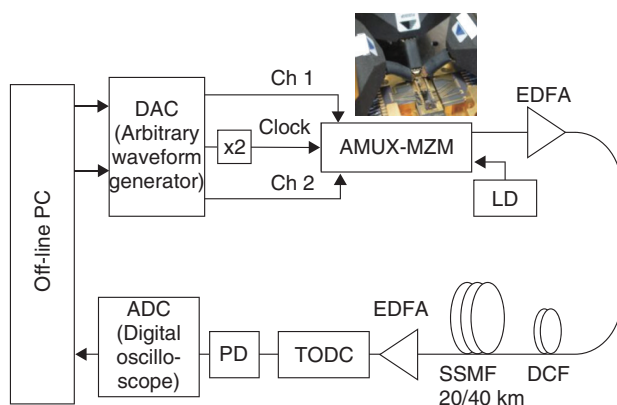 Off-line PC
DAC
(Arbitrary
waveform
generator)
Ch 1
x2
Clock
Ch 2
AMUX-MZM
LD
EDFA
ADC
(Digital
oscillo-
scope)
PD
TODC
EDFA
SSMF
20/40 km
DCF